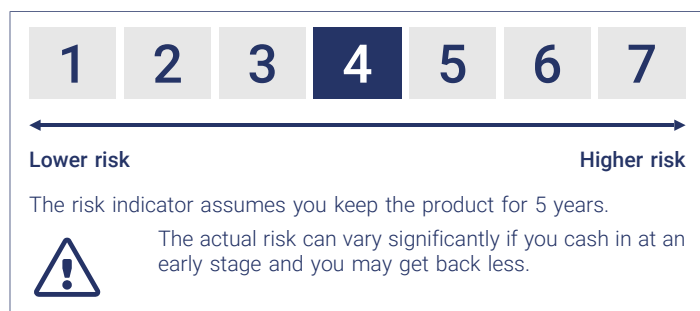 1 2 3 4 5 6 7
Lower risk Higher risk
The risk indicator assumes you keep the product for 5 years.
The actual risk can vary significantly if you cash in at an
early stage and you may get back less.